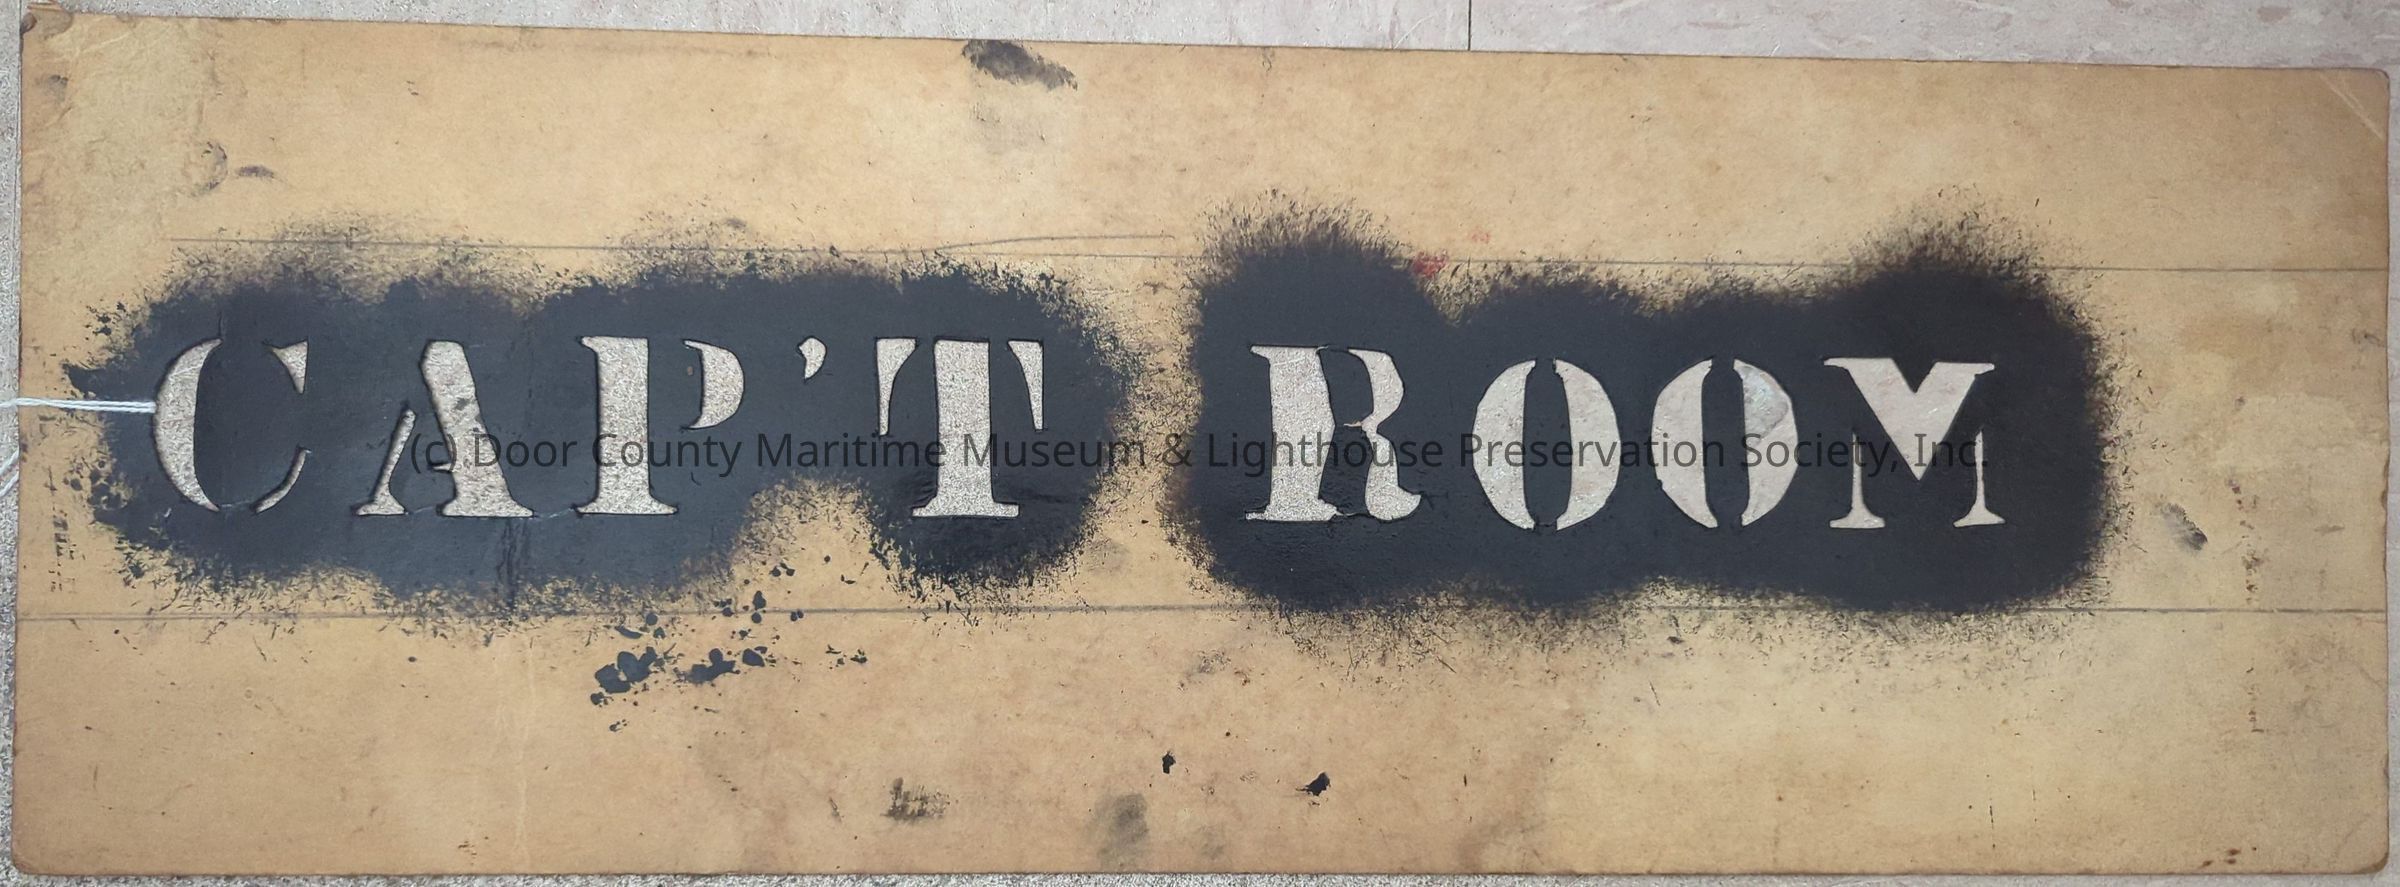 CAP'T ROOM
(c) Door County Maritime Museum & Lighthouse Preservation Society, Inc.